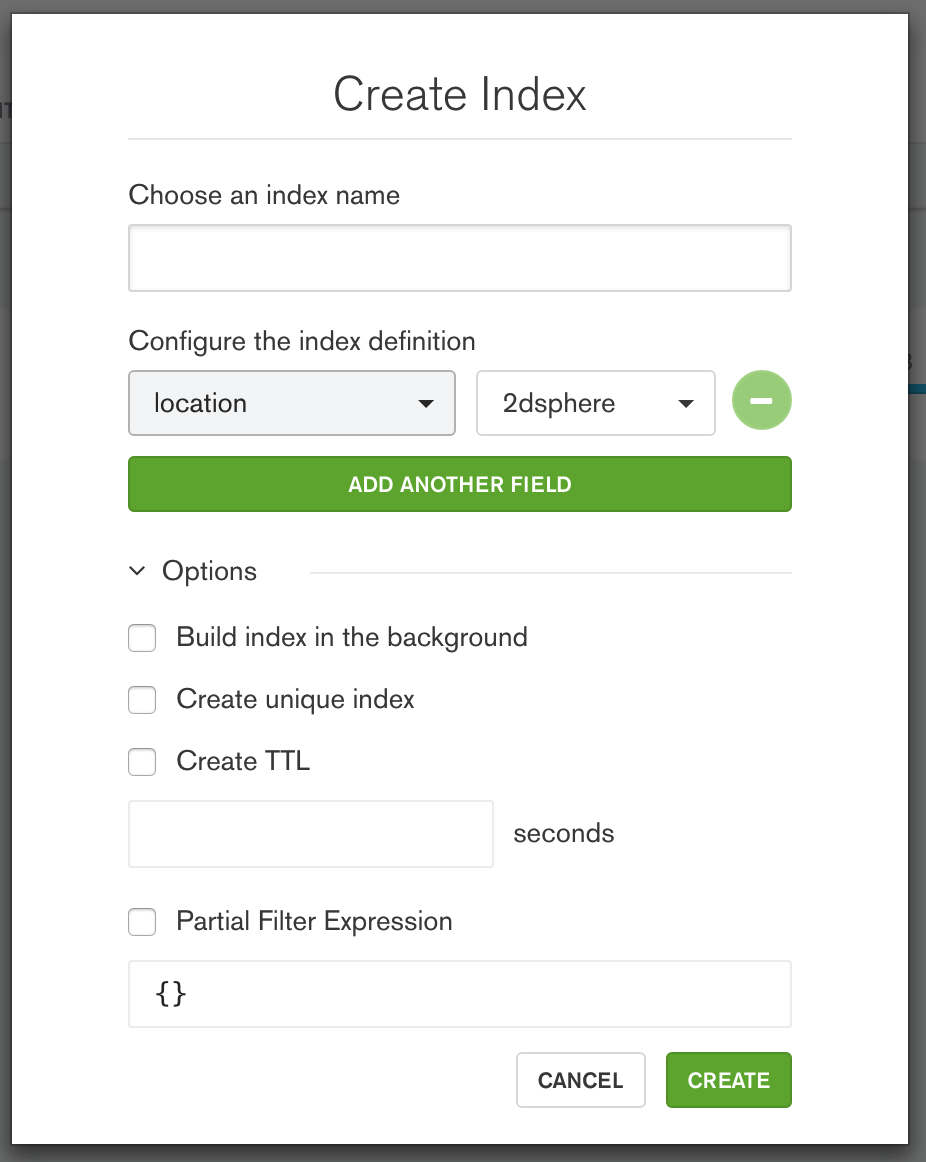 Create Index
Choose an index name
Configure the index definition
location 2dsphere
ADD ANOTHER FIELD
Options
Build index in the background
Create unique index
Create TTL
seconds
Partial Filter Expression
{}
CANCEL CREATE